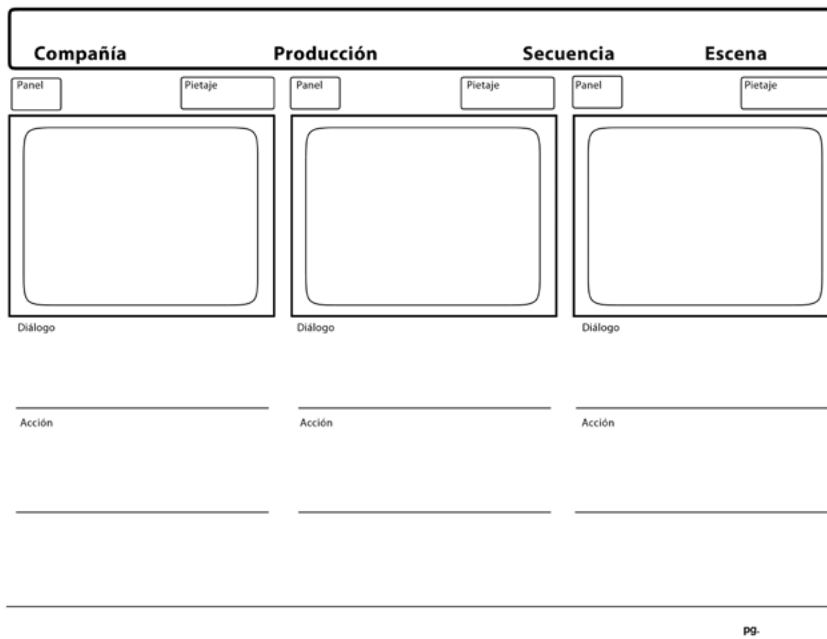 Compañía Producción Secuencia Escena
Panel Pietaje Panel Pietaje Panel Pietaje
Diálogo Diálogo Diálogo
Acción Acción Acción
pg.